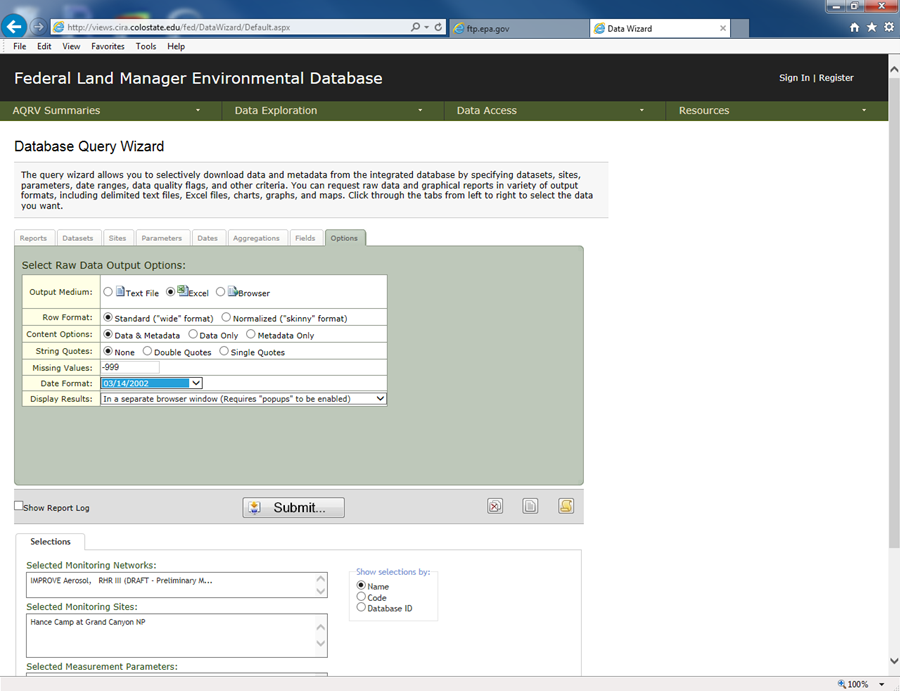 http://views.cira.colostate.edu/fed/DataWizard/Default.aspx
ftp.epa.gov
Data Wizard
File Edit View Favorites Tools Help
Federal Land Manager Environmental Database
Sign In | Register
AQRV Summaries Data Exploration Data Access Resources
Database Query Wizard
The query wizard allows you to selectively download data and metadata from the integrated database by specifying datasets, sites,
parameters, date ranges, data quality flags, and other criteria. You can request raw data and graphical reports in variety of output
formats, including delimited text files, Excel files, charts, graphs, and maps. Click through the tabs from left to right to select the data
you want.
Reports Datasets Sites Parameters Dates Aggregations Fields Options
Select Raw Data Output Options:
Output Medium: Text File Excel Browser
Row Format: Standard ("wide" format) Normalized ("skinny" format)
Content Options: Data & Metadata Data Only Metadata Only
String Quotes: None Double Quotes Single Quotes
Missing Values: -999
Date Format: 03/14/2002
Display Results: In a separate browser window (Requires "popups" to be enabled)
Show Report Log Submit...
Selections
Selected Monitoring Networks:
IMPROVE Aerosol, RHR III (DRAFT - Preliminary M...
Show selections by:
Name
Code
Database ID
Selected Monitoring Sites:
Hance Camp at Grand Canyon NP
Selected Measurement Parameters:
100%